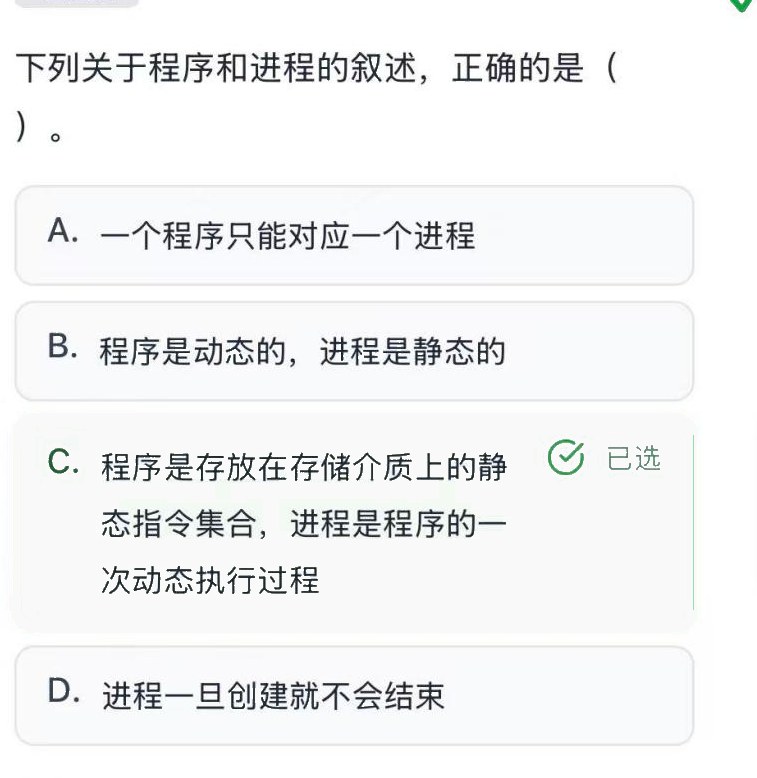 下列关于程序和进程的叙述，正确的是（
）。
A. 一个程序只能对应一个进程
B. 程序是动态的，进程是静态的
C. 程序是存放在存储介质上的静 已选
态指令集合，进程是程序的一
次动态执行过程
D. 进程一旦创建就不会结束